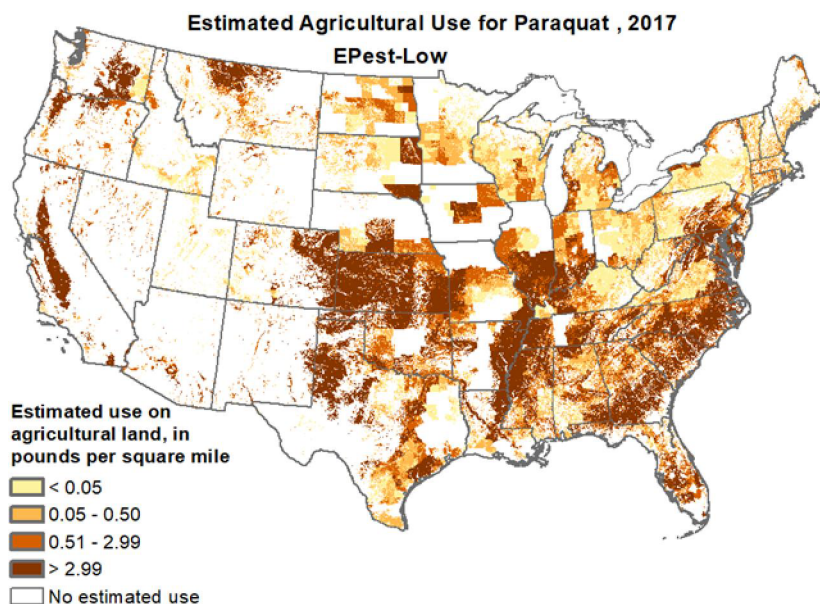 Estimated Agricultural Use for Paraquat , 2017
EPest-Low
Estimated use on
agricultural land, in
pounds per square mile
< 0.05
0.05 - 0.50
0.51 - 2.99
> 2.99
No estimated use